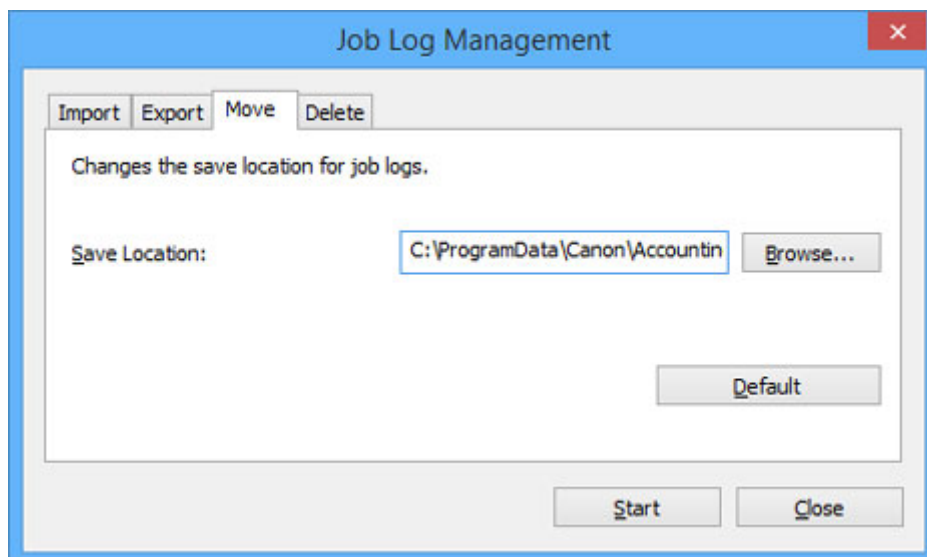 Job Log Management
Import Export Move Delete
Changes the save location for job logs.
Save Location: C:\ProgramData\Canon\Accountin Browse...
Default
Start Close